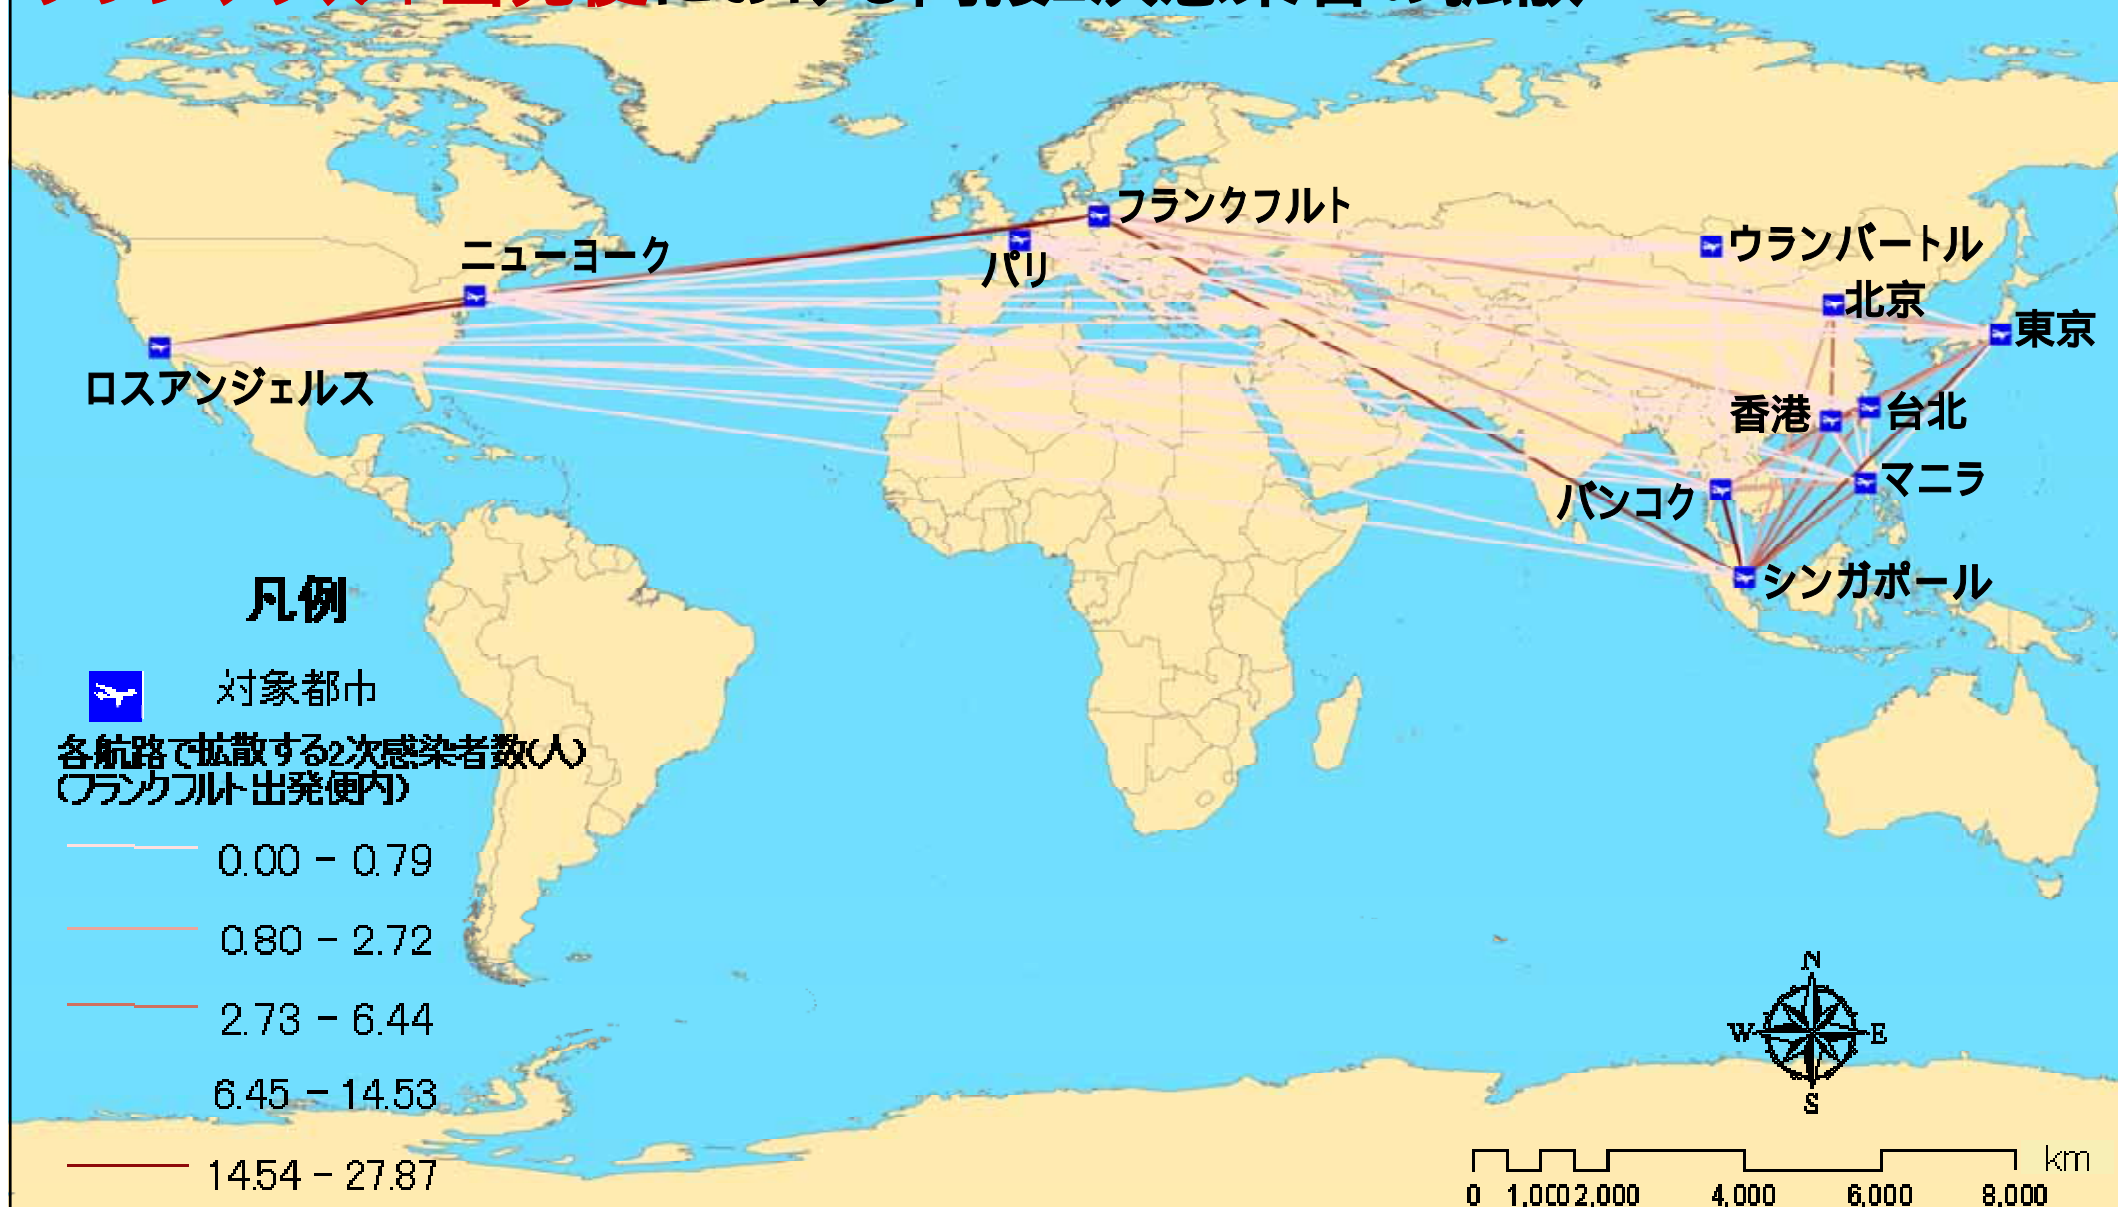 フランクフルト
ウランバートル
ニューヨーク
パリ
北京
東京
ロスアンジェルス
香港
台北
マニラ
バンコク
シンガポール
凡例
対象都市
各航路で拡散する2次感染者数(人)
(フランクフルト出発便内)
0.00 - 0.79
0.80 - 2.72
2.73 - 6.44
6.45 - 14.53
14.54 - 27.87
N
W E
S
km
0 1,000 2,000 4,000 6,000 8,000